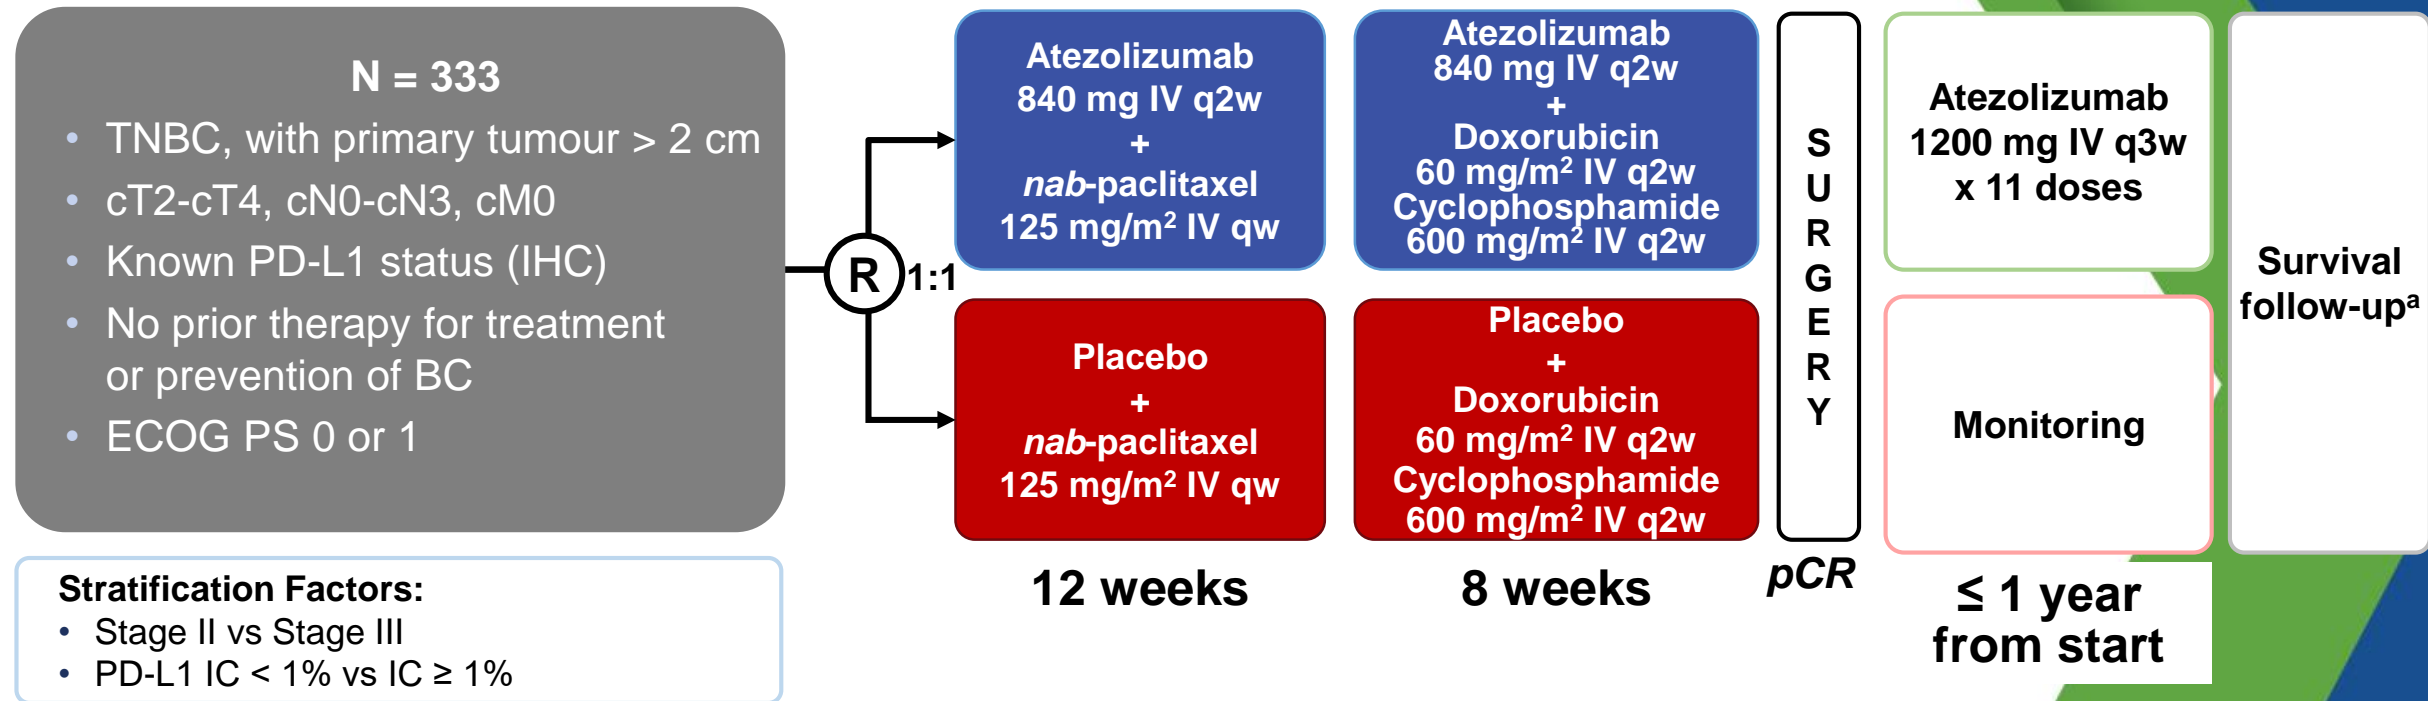 N = 333
• TNBC, with primary tumour > 2 cm
• cT2-cT4, cN0-cN3, cM0
• Known PD-L1 status (IHC)
• No prior therapy for treatment
or prevention of BC
• ECOG PS 0 or 1
Stratification Factors:
• Stage II vs Stage III
• PD-L1 IC < 1% vs IC ≥ 1%
R
1:1
Atezolizumab
840 mg IV q2w
+
nab-paclitaxel
125 mg/m² IV qw
Placebo
+
nab-paclitaxel
125 mg/m² IV qw
12 weeks
Atezolizumab
840 mg IV q2w
+
Doxorubicin
60 mg/m² IV q2w
Cyclophosphamide
600 mg/m² IV q2w
Placebo
+
Doxorubicin
60 mg/m² IV q2w
Cyclophosphamide
600 mg/m² IV q2w
8 weeks
S
U
R
G
E
R
Y
pCR
Atezolizumab
1200 mg IV q3w
x 11 doses
Monitoring
≤ 1 year
from start
Survival
follow-upᵃ